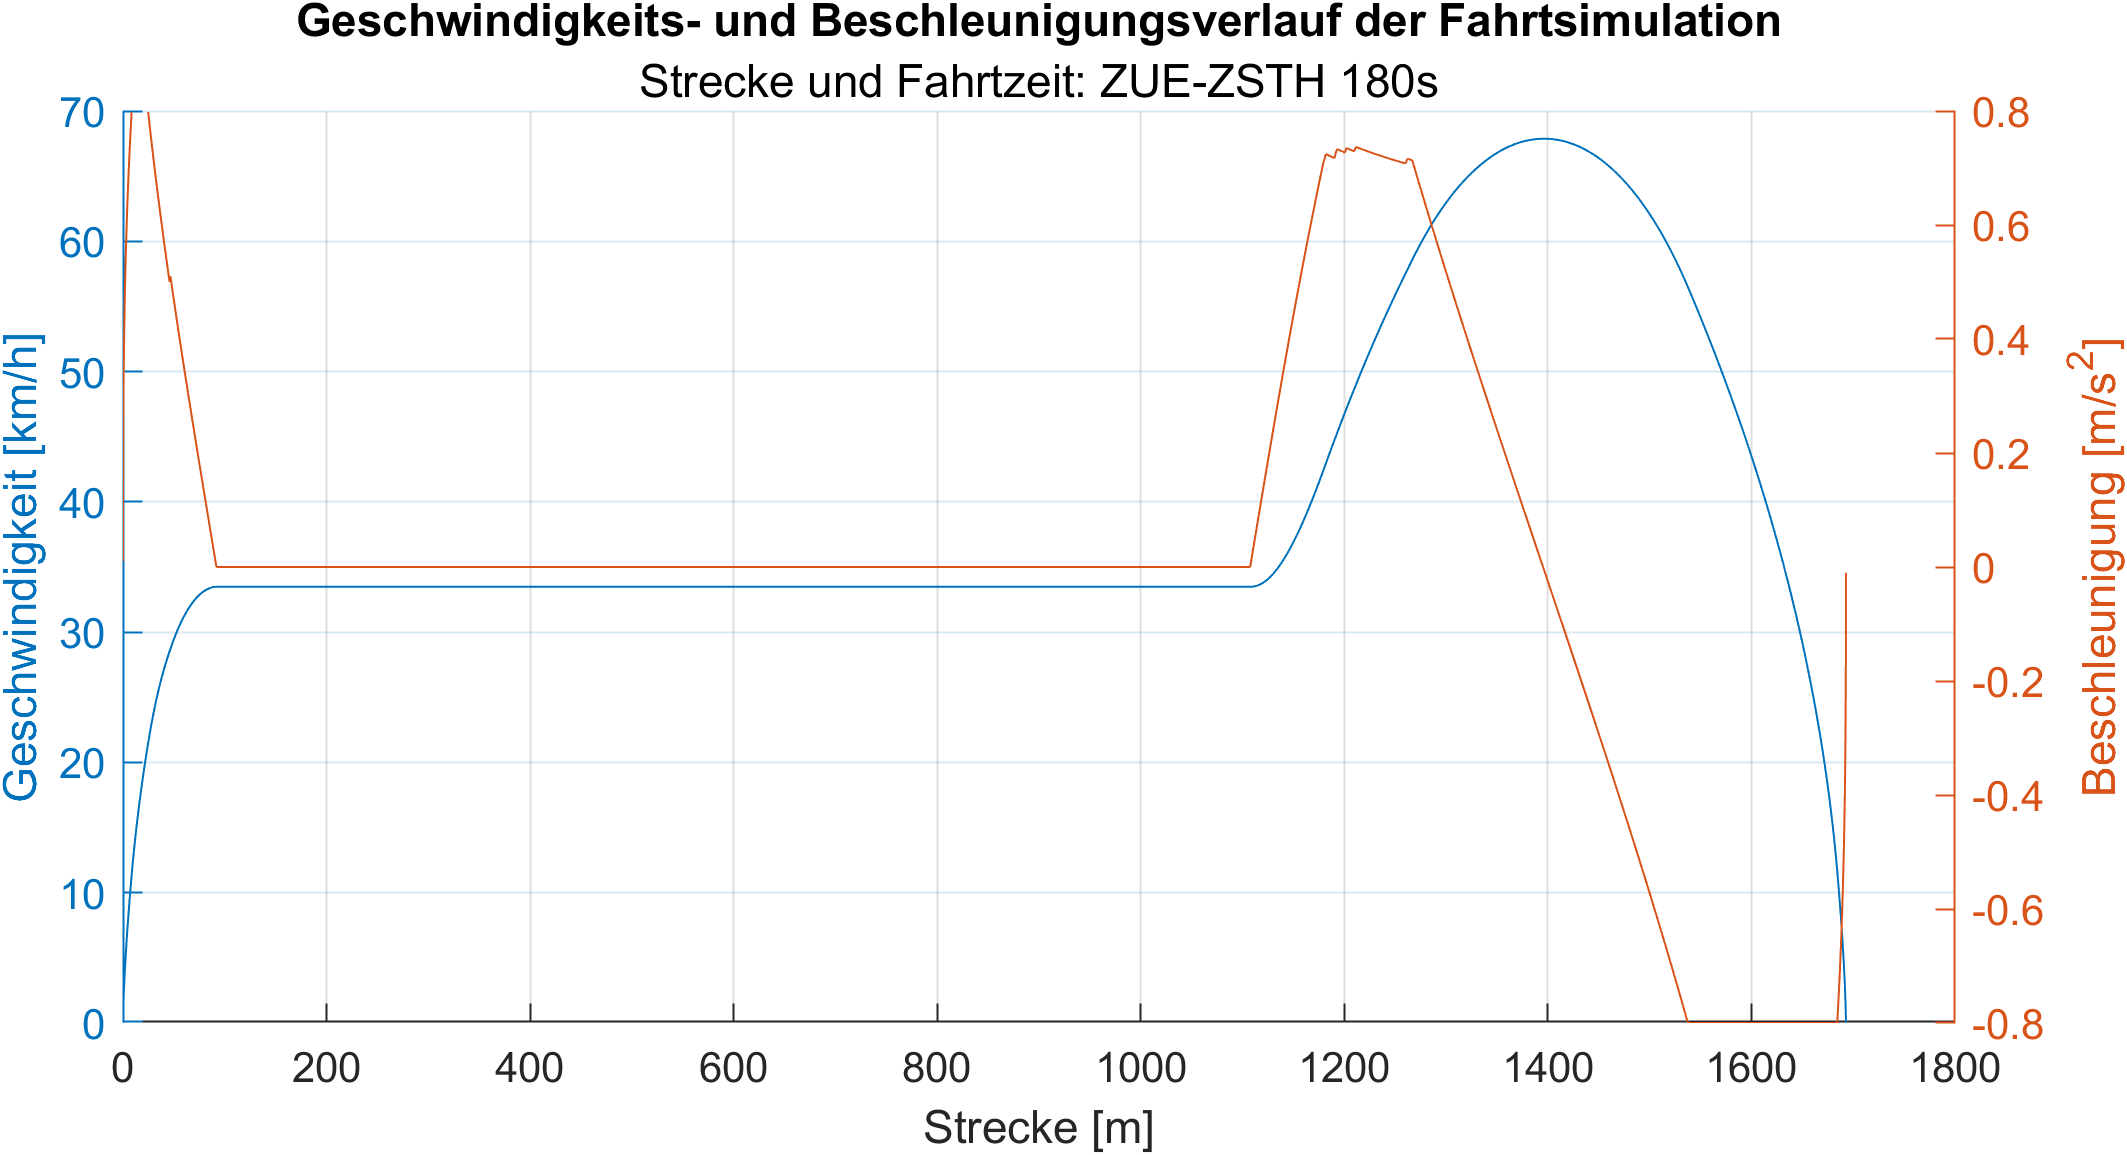 Geschwindigkeits- und Beschleunigungsverlauf der Fahrtsimulation
Strecke und Fahrtzeit: ZUE-ZSTH 180s
Geschwindigkeit [km/h]
70
60
50
40
30
20
10
0
0.8
0.6
0.4
0.2
0
-0.2
-0.4
-0.6
-0.8
Beschleunigung [m/s²]
0 200 400 600 800 1000 1200 1400 1600 1800
Strecke [m]